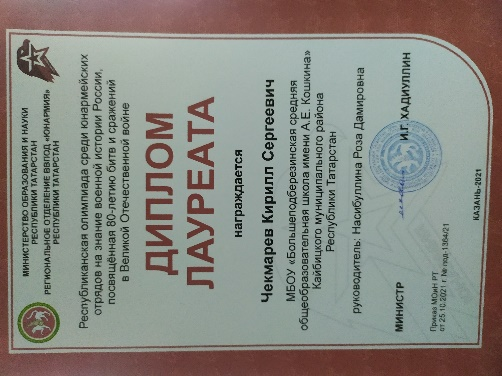 МИНИСТЕРСТВО ОБРАЗОВАНИЯ И НАУКИ
РЕСПУБЛИКИ ТАТАРСТАН
РЕГИОНАЛЬНОЕ ОТДЕЛЕНИЕ ВВПОД «ЮНАРМИЯ»
РЕСПУБЛИКИ ТАТАРСТАН
Республиканская олимпиада среди юнармейских
отрядов на знание военной истории России,
посвящённая 80-летию битв и сражений
в Великой Отечественной войне
ДИПЛОМ
ЛАУРЕАТА
награждается
Чекмарев Кирилл Сергеевич
МБОУ «Большеподберезинская средняя
общеобразовательная школа имени А.Е. Кошкина»
Кайбицкого муниципального района
Республики Татарстан
руководитель: Насибуллина Роза Дамировна
МИНИСТР
И.Г. ХАДИУЛЛИН
Приказ МОиН РТ
от 25.10.2021 г. № под-1364/21
КАЗАНЬ-2021